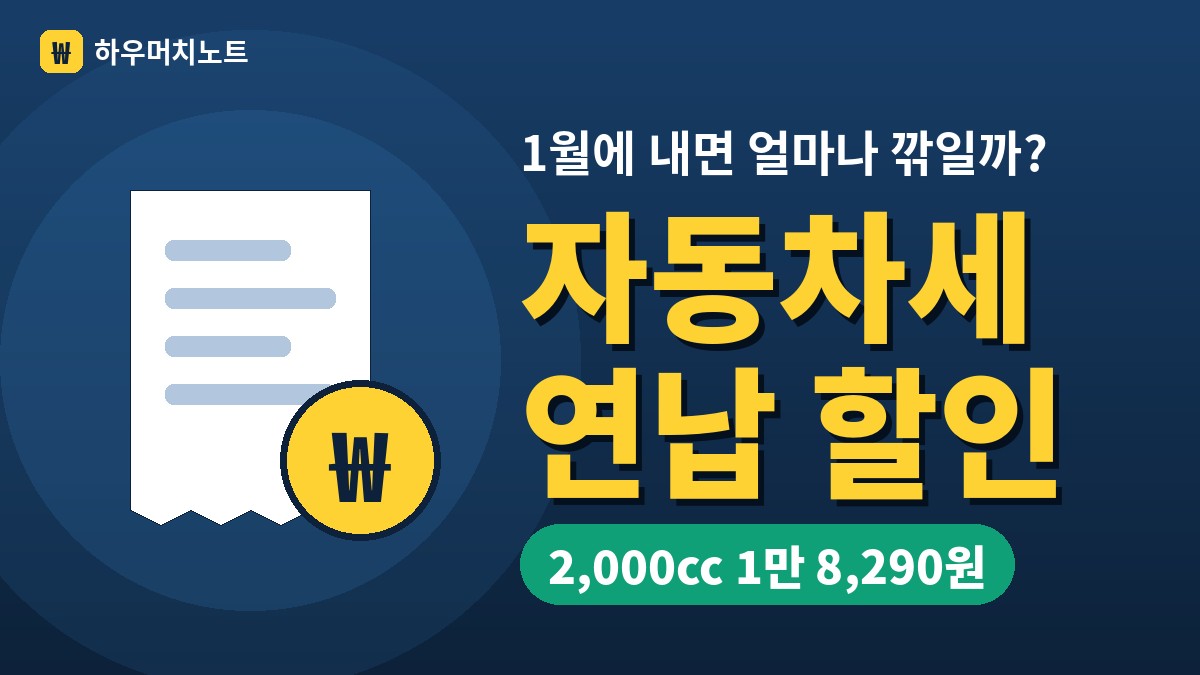 ₩ 하우머치노트
1월에 내면 얼마나 깎일까?
자동차세
연납 할인
₩
2,000cc 1만 8,290원